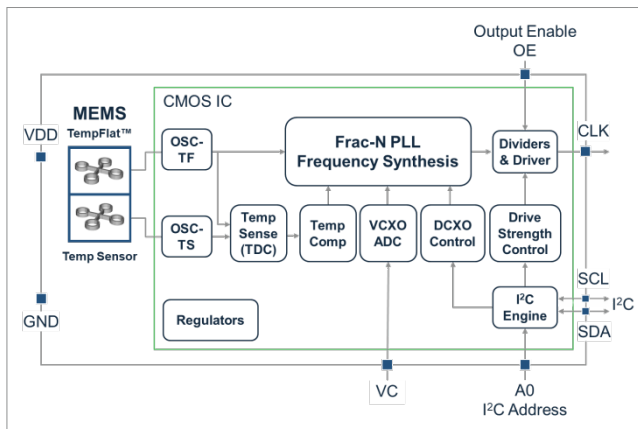 Output Enable
OE
CMOS IC
MEMS
TempFlat™
VDD
OSC-
TF
Frac-N PLL
Frequency Synthesis
Dividers
& Driver
CLK
OSC-
TS
Temp
Sense
(TDC)
Temp
Comp
VCXO
ADC
DCXO
Control
Drive
Strength
Control
Temp Sensor
SCL
I²C
SDA
I²C
Engine
GND
Regulators
VC
A0
I²C Address